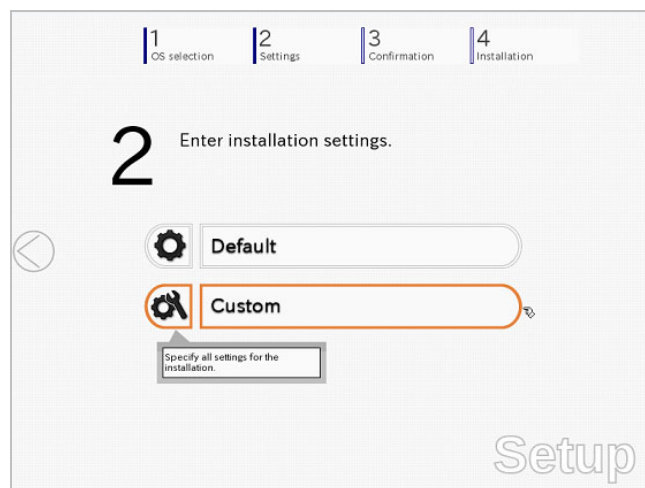 1
OS selection
2
Settings
3
Confirmation
4
Installation
2
Enter installation settings.
Default
Custom
Specify all settings for the
installation.
Setup